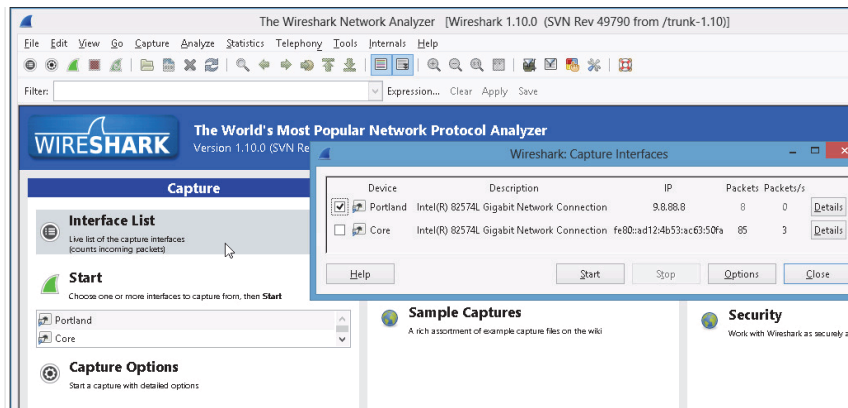 The Wireshark Network Analyzer [Wireshark 1.10.0 (SVN Rev 49790 from /trunk-1.10)]
File Edit View Go Capture Analyze Statistics Telephony Tools Internals Help
Filter: Expression... Clear Apply Save
WIRESHARK
The World's Most Popular Network Protocol Analyzer
Version 1.10.0 (SVN Re
Wireshark: Capture Interfaces
Device Description IP Packets Packets/s
Portland Intel(R) 82574L Gigabit Network Connection 9.8.88.8 8 0 Details
Core Intel(R) 82574L Gigabit Network Connection fe80::ad12:4b53:ac63:50fa 85 3 Details
Help Start Stop Options Close
Capture
Interface List
Live list of the capture interfaces
(counts incoming packets)
Start
Choose one or more interfaces to capture from, then Start
Portland
Core
Capture Options
Start a capture with detailed options
Sample Captures
A rich assortment of example capture files on the wiki
Security
Work with Wireshark as securely a